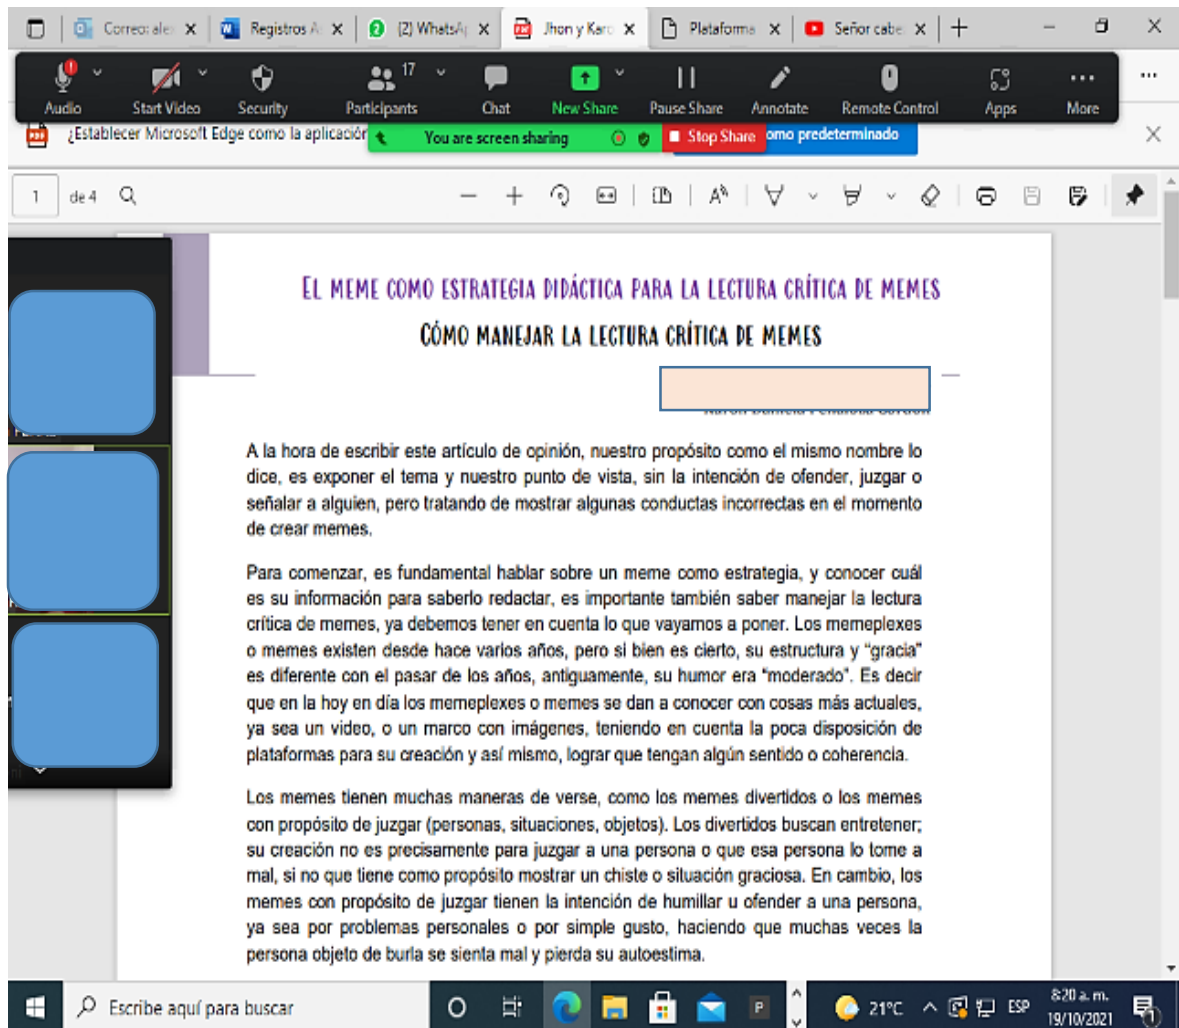 Correo: ale
Registros A
(2) WhatsA
Jhon y Karo
Plataforma
Señor cabe
17
Audio
Start Video
Security
Participants
Chat
New Share
Pause Share
Annotate
Remote Control
Apps
More
¿Establecer Microsoft Edge como la aplicación
You are screen sharing
Stop Share
omo predeterminado
1 de 4
EL MEME COMO ESTRATEGIA DIDÁCTICA PARA LA LECTURA CRÍTICA DE MEMES
CÓMO MANEJAR LA LECTURA CRÍTICA DE MEMES
A la hora de escribir este artículo de opinión, nuestro propósito como el mismo nombre lo
dice, es exponer el tema y nuestro punto de vista, sin la intención de ofender, juzgar o
señalar a alguien, pero tratando de mostrar algunas conductas incorrectas en el momento
de crear memes.
Para comenzar, es fundamental hablar sobre un meme como estrategia, y conocer cuál
es su información para saberlo redactar, es importante también saber manejar la lectura
crítica de memes, ya debemos tener en cuenta lo que vayamos a poner. Los memeplexes
o memes existen desde hace varios años, pero si bien es cierto, su estructura y “gracia”
es diferente con el pasar de los años, antiguamente, su humor era “moderado”. Es decir
que en la hoy en día los memeplexes o memes se dan a conocer con cosas más actuales,
ya sea un video, o un marco con imágenes, teniendo en cuenta la poca disposición de
plataformas para su creación y así mismo, lograr que tengan algún sentido o coherencia.
Los memes tienen muchas maneras de verse, como los memes divertidos o los memes
con propósito de juzgar (personas, situaciones, objetos). Los divertidos buscan entretener;
su creación no es precisamente para juzgar a una persona o que esa persona lo tome a
mal, si no que tiene como propósito mostrar un chiste o situación graciosa. En cambio, los
memes con propósito de juzgar tienen la intención de humillar u ofender a una persona,
ya sea por problemas personales o por simple gusto, haciendo que muchas veces la
persona objeto de burla se sienta mal y pierda su autoestima.
Escribe aquí para buscar
21°C
ESP
8:20 a. m.
19/10/2021